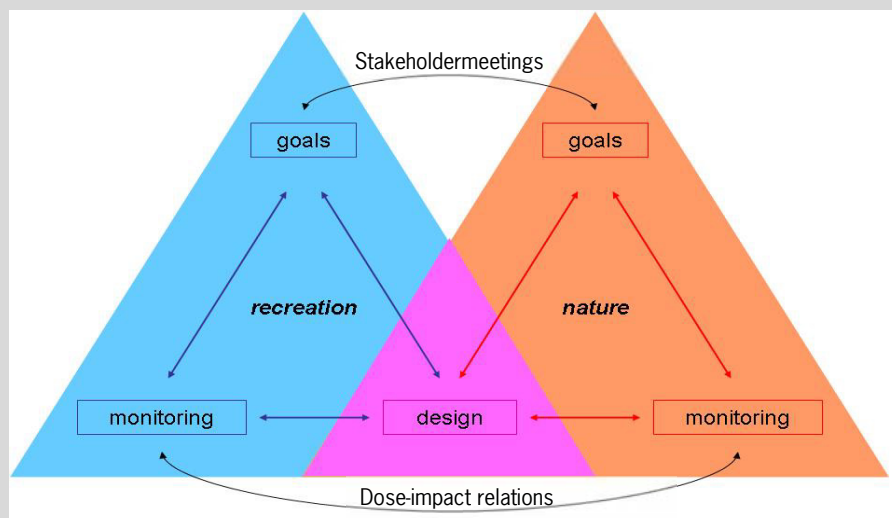 Stakeholdermeetings
goals
goals
recreation
nature
monitoring
design
monitoring
Dose-impact relations